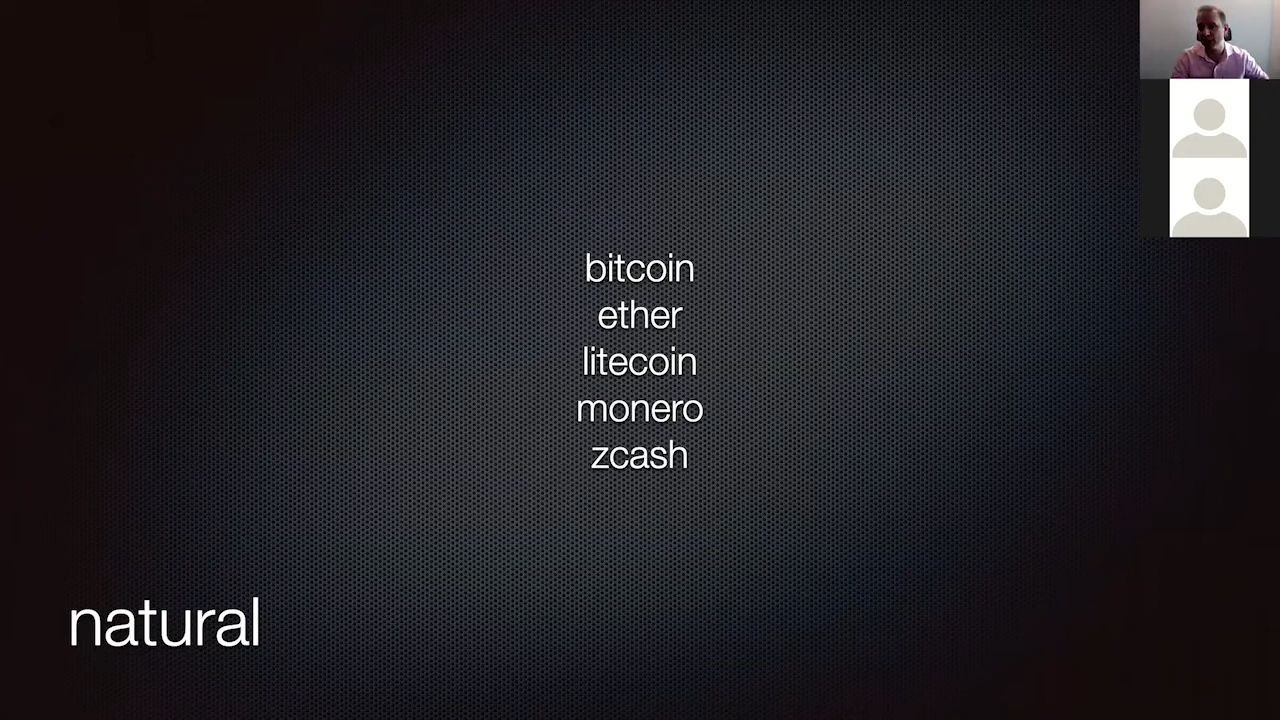 bitcoin
ether
litecoin
monero
zcash
natural